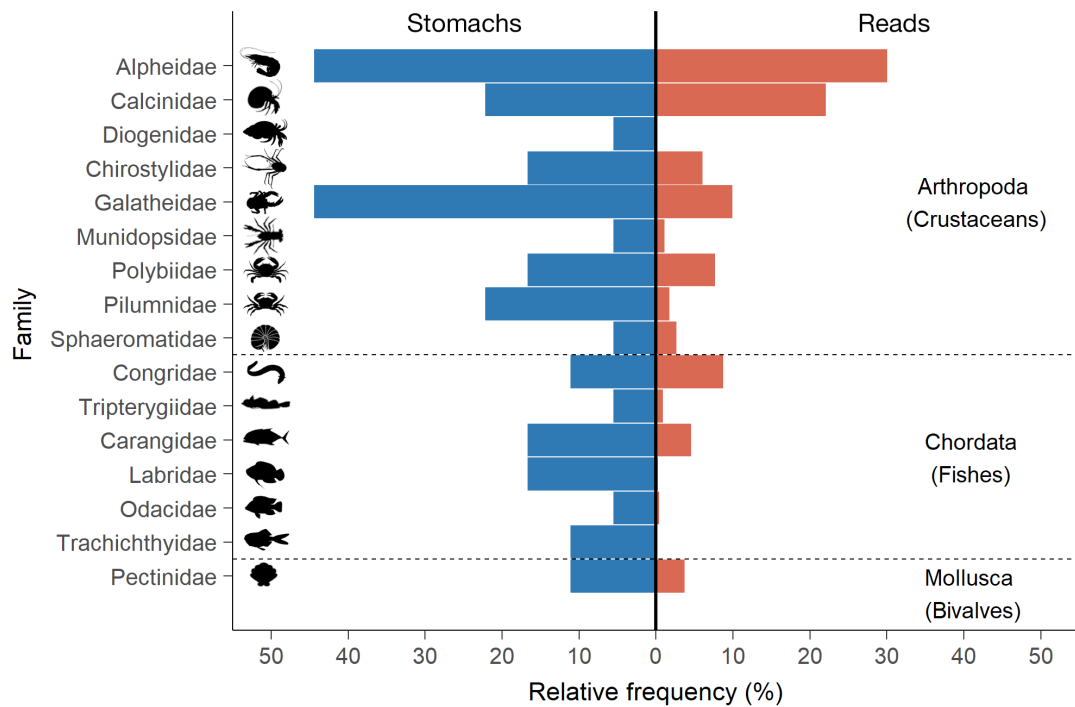 Stomachs Reads
Family
Alpheidae
Calcinidae
Diogenidae
Chirostylidae
Galatheidae
Munidopsidae
Polybiidae
Pilumnidae
Sphaeromatidae
Congridae
Tripterygiidae
Carangidae
Labridae
Odacidae
Trachichthyidae
Pectinidae
Arthropoda
(Crustaceans)
Chordata
(Fishes)
Mollusca
(Bivalves)
50 40 30 20 10 0 10 20 30 40 50
Relative frequency (%)